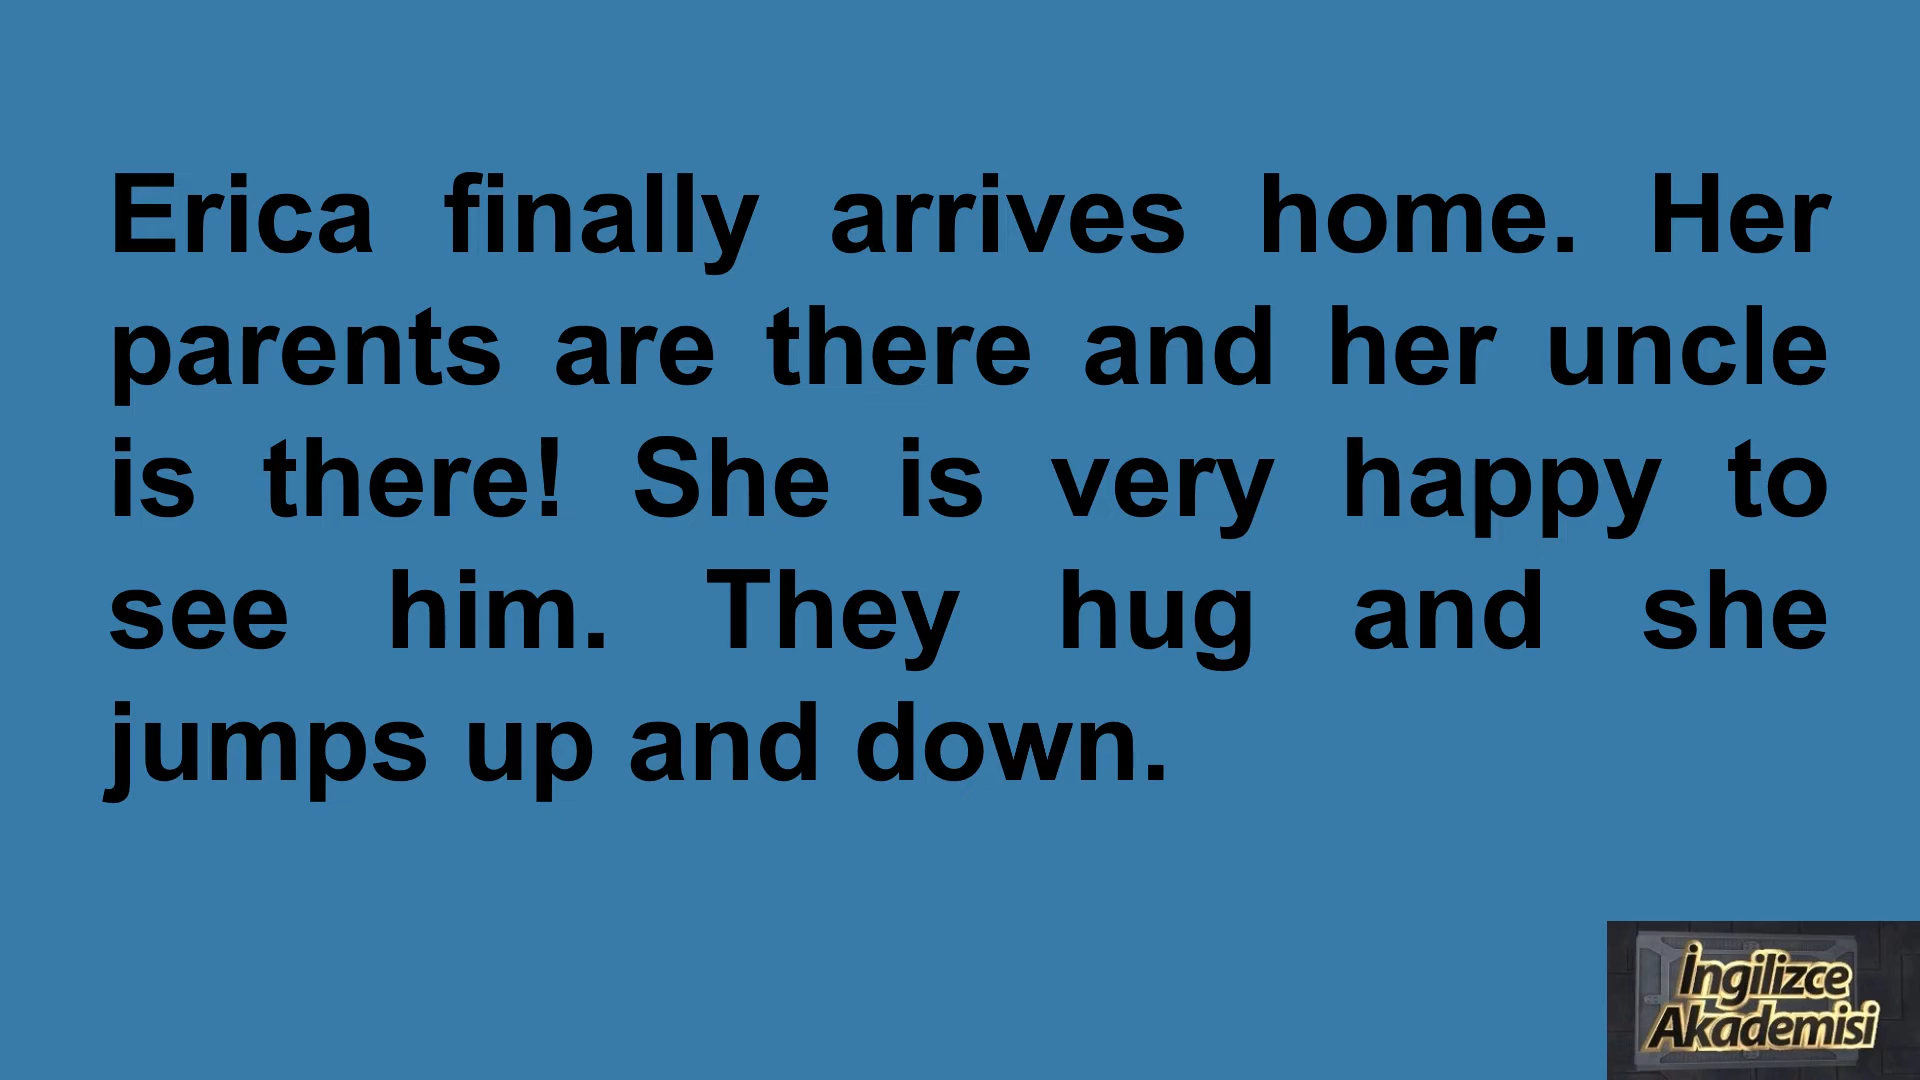 Erica finally arrives home. Her
parents are there and her uncle
is there! She is very happy to
see him. They hug and she
jumps up and down.
İngilizce
Akademisi